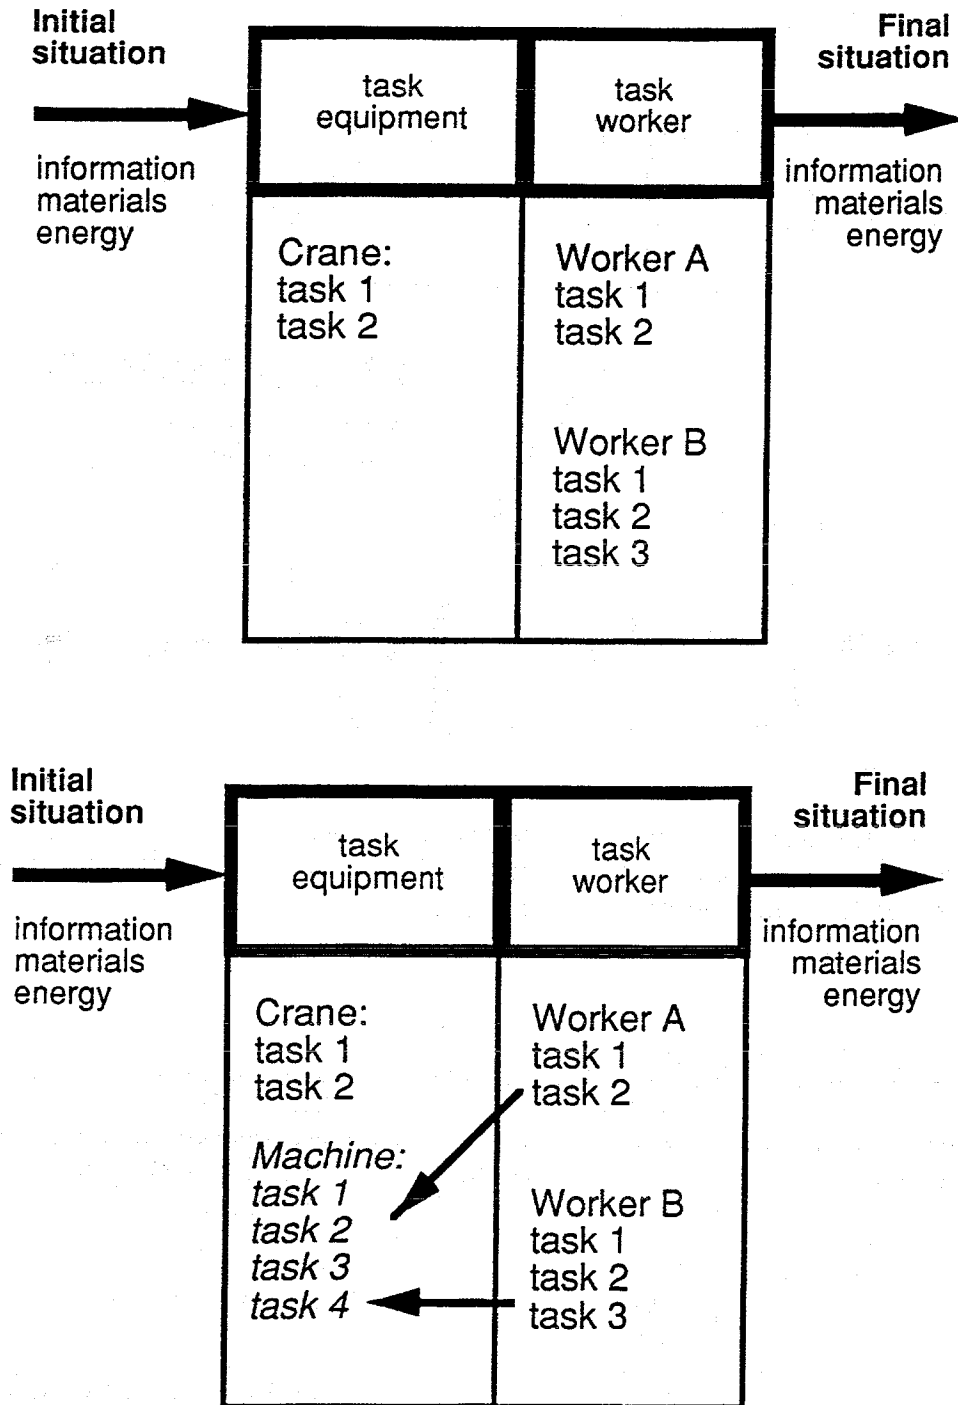 Initial
situation
Final
situation
task
equipment
task
worker
information
materials
energy
information
materials
energy
Crane:
task 1
task 2
Worker A
task 1
task 2
Worker B
task 1
task 2
task 3
Initial
situation
Final
situation
task
equipment
task
worker
information
materials
energy
information
materials
energy
Crane:
task 1
task 2
Machine:
task 1
task 2
task 3
task 4
Worker A
task 1
task 2
Worker B
task 1
task 2
task 3